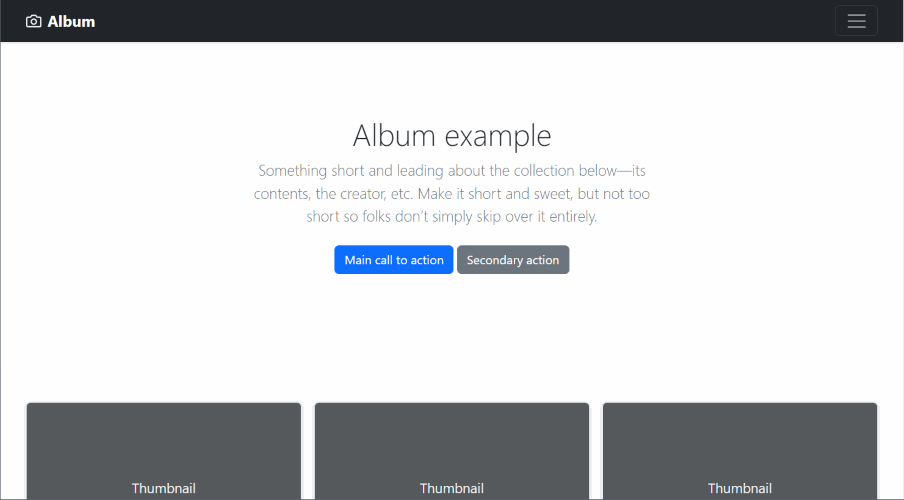 Album
Album example
Something short and leading about the collection below—its
contents, the creator, etc. Make it short and sweet, but not too
short so folks don't simply skip over it entirely.
Main call to action Secondary action
Thumbnail Thumbnail Thumbnail